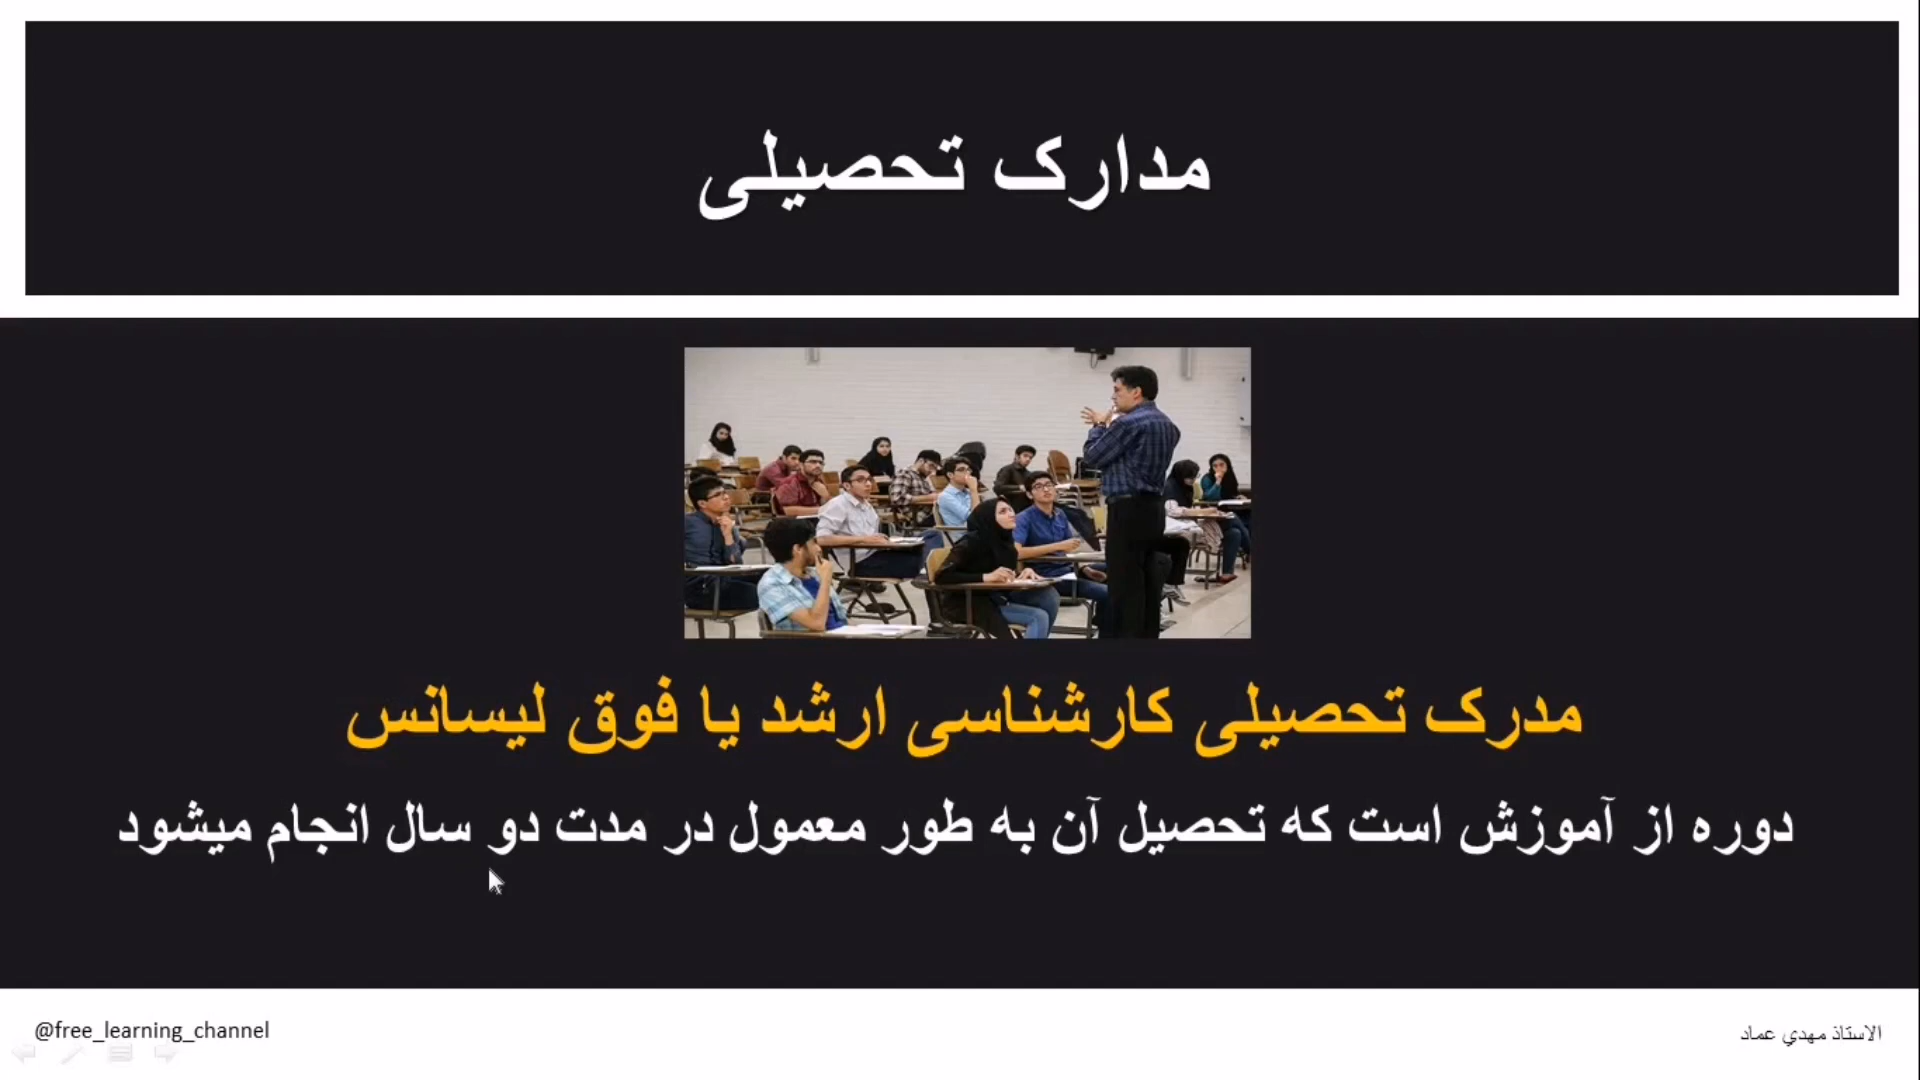 مدارک تحصیلی
مدرک تحصیلی کارشناسی ارشد یا فوق لیسانس
دوره از آموزش است که تحصیل آن به طور معمول در مدت دو سال انجام میشود
@free_learning_channel
الاستاذ مهدي عماد